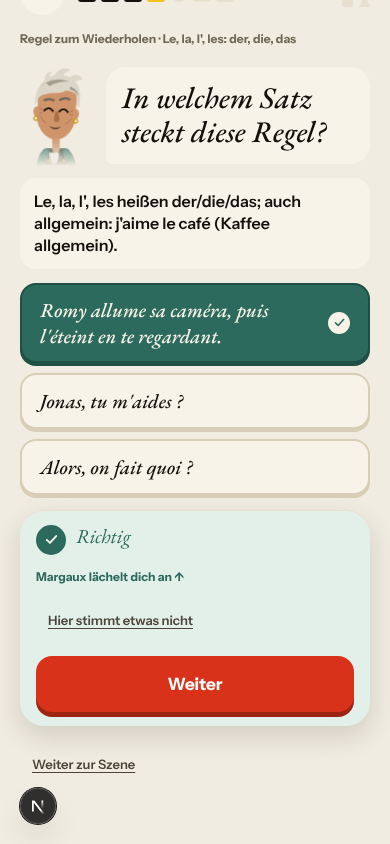 Regel zum Wiederholen · Le, la, l', les: der, die, das
In welchem Satz
steckt diese Regel?
Le, la, l', les heißen der/die/das; auch
allgemein: j'aime le café (Kaffee
allgemein).
Romy allume sa caméra, puis
l'éteint en te regardant.
Jonas, tu m'aides ?
Alors, on fait quoi ?
Richtig
Margaux lächelt dich an ↑
Hier stimmt etwas nicht
Weiter
Weiter zur Szene
N